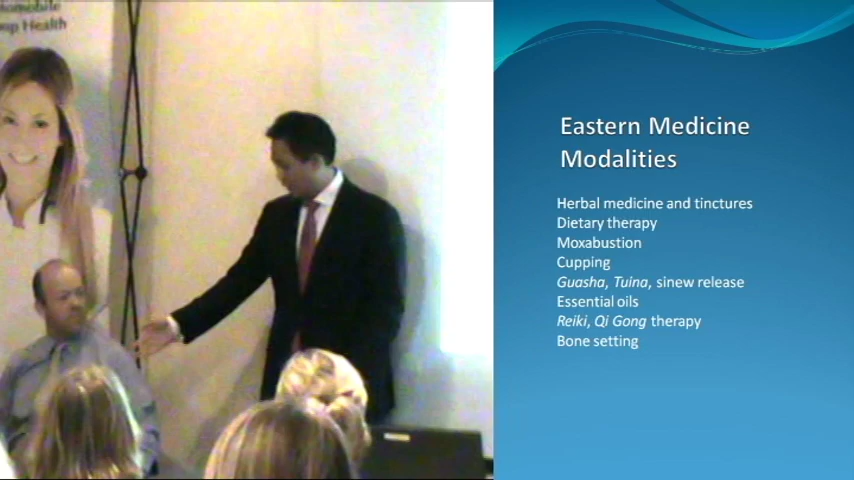 Health
Eastern Medicine
Modalities
Herbal medicine and tinctures
Dietary therapy
Moxabustion
Cupping
Guasha, Tuina, sinew release
Essential oils
Reiki, Qi Gong therapy
Bone setting